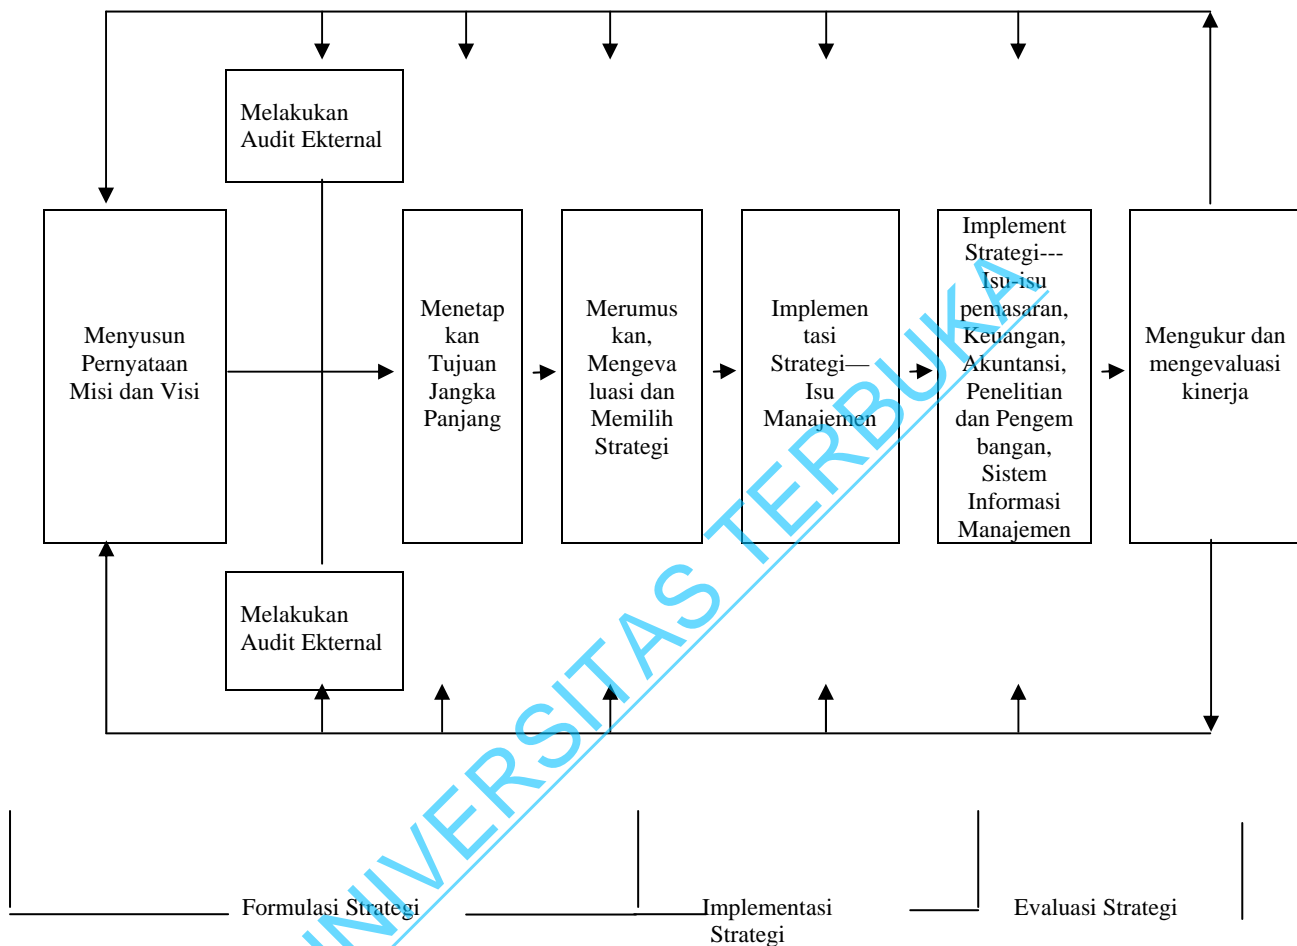 Melakukan
Audit Ekternal
Menyusun
Pernyataan
Misi dan Visi
Menetap
kan
Tujuan
Jangka
Panjang
Merumus
kan,
Mengeva
luasi dan
Memilih
Strategi
Implemen
tasi
Strategi—
Isu
Manajemen
Implement
Strategi---
Isu-isu
pemasaran,
Keuangan,
Akuntansi,
Penelitian
dan Pengem
bangan,
Sistem
Informasi
Manajemen
Mengukur dan
mengevaluasi
kinerja
Melakukan
Audit Ekternal
Formulasi Strategi
Implementasi
Strategi
Evaluasi Strategi
UNIVERSITAS TERBUKA